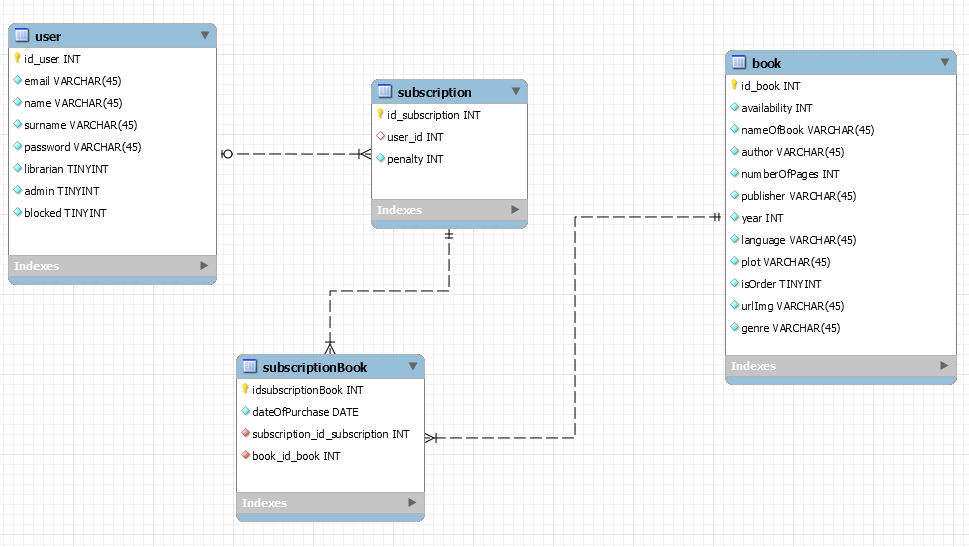 user
id_user INT
email VARCHAR(45)
name VARCHAR(45)
surname VARCHAR(45)
password VARCHAR(45)
librarian TINYINT
admin TINYINT
blocked TINYINT
Indexes
subscription
id_subscription INT
user_id INT
penalty INT
Indexes
book
id_book INT
availability INT
nameOfBook VARCHAR(45)
author VARCHAR(45)
numberOfPages INT
publisher VARCHAR(45)
year INT
language VARCHAR(45)
plot VARCHAR(45)
isOrder TINYINT
urlImg VARCHAR(45)
genre VARCHAR(45)
Indexes
subscriptionBook
idsubscriptionBook INT
dateOfPurchase DATE
subscription_id_subscription INT
book_id_book INT
Indexes